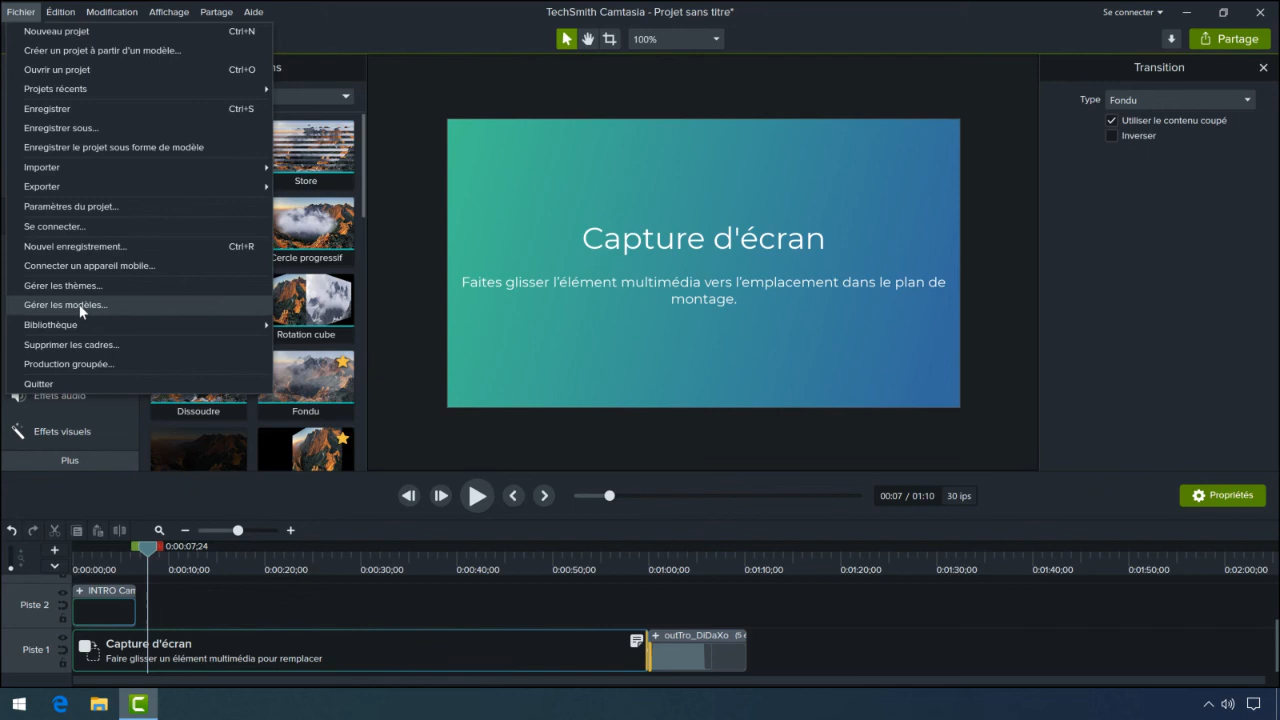 Fichier Édition Modification Affichage Partage Aide
TechSmith Camtasia - Projet sans titre*
Se connecter
100%
Partage
Nouveau projet Ctrl+N
Créer un projet à partir d'un modèle...
Ouvrir un projet Ctrl+O
Projets récents
Enregistrer Ctrl+S
Enregistrer sous...
Enregistrer le projet sous forme de modèle
Importer
Exporter
Paramètres du projet...
Se connecter...
Nouvel enregistrement... Ctrl+R
Connecter un appareil mobile...
Gérer les thèmes...
Gérer les modèles...
Bibliothèque
Supprimer les cadres...
Production groupée...
Quitter
Effets audio
Effets visuels
Plus
Store
Cercle progressif
Rotation cube
Dissoudre
Fondu
Capture d'écran
Faites glisser l'élément multimédia vers l'emplacement dans le plan de
montage.
Transition
Type Fondu
Utiliser le contenu coupé
Inverser
00:07 / 01:10 30 ips
Propriétés
0:00:07;24
0:00:00;00 0:00:10;00 0:00:20;00 0:00:30;00 0:00:40;00 0:00:50;00 0:01:00;00 0:01:10;00 0:01:20;00 0:01:30;00 0:01:40;00 0:01:50;00 0:02:00;00
Piste 2
INTRO Cam
Piste 1
Capture d'écran
Faire glisser un élément multimédia pour remplacer
outTro_DiDaXo